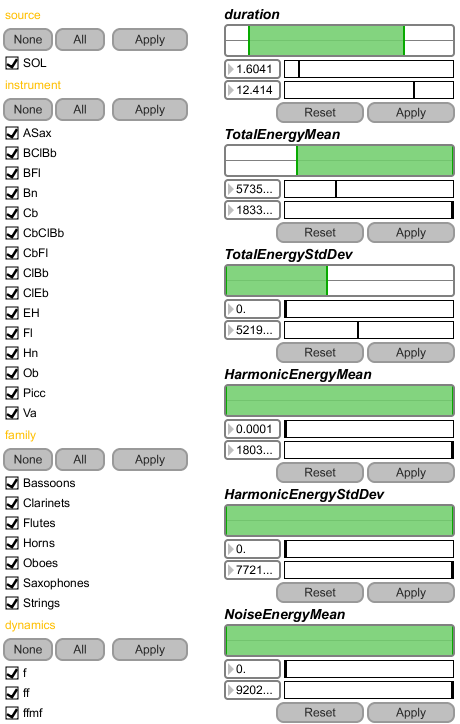 source
None All Apply
SOL
instrument
None All Apply
ASax
BClBb
BFl
Bn
Cb
CbClBb
CbFl
ClBb
ClEb
EH
Fl
Hn
Ob
Picc
Va
family
None All Apply
Bassoons
Clarinets
Flutes
Horns
Oboes
Saxophones
Strings
dynamics
None All Apply
f
ff
ffmf
duration
1.6041
12.414
Reset Apply
TotalEnergyMean
5735...
1833...
Reset Apply
TotalEnergyStdDev
0.
5219...
Reset Apply
HarmonicEnergyMean
0.0001
1803...
Reset Apply
HarmonicEnergyStdDev
0.
7721...
Reset Apply
NoiseEnergyMean
0.
9202...
Reset Apply